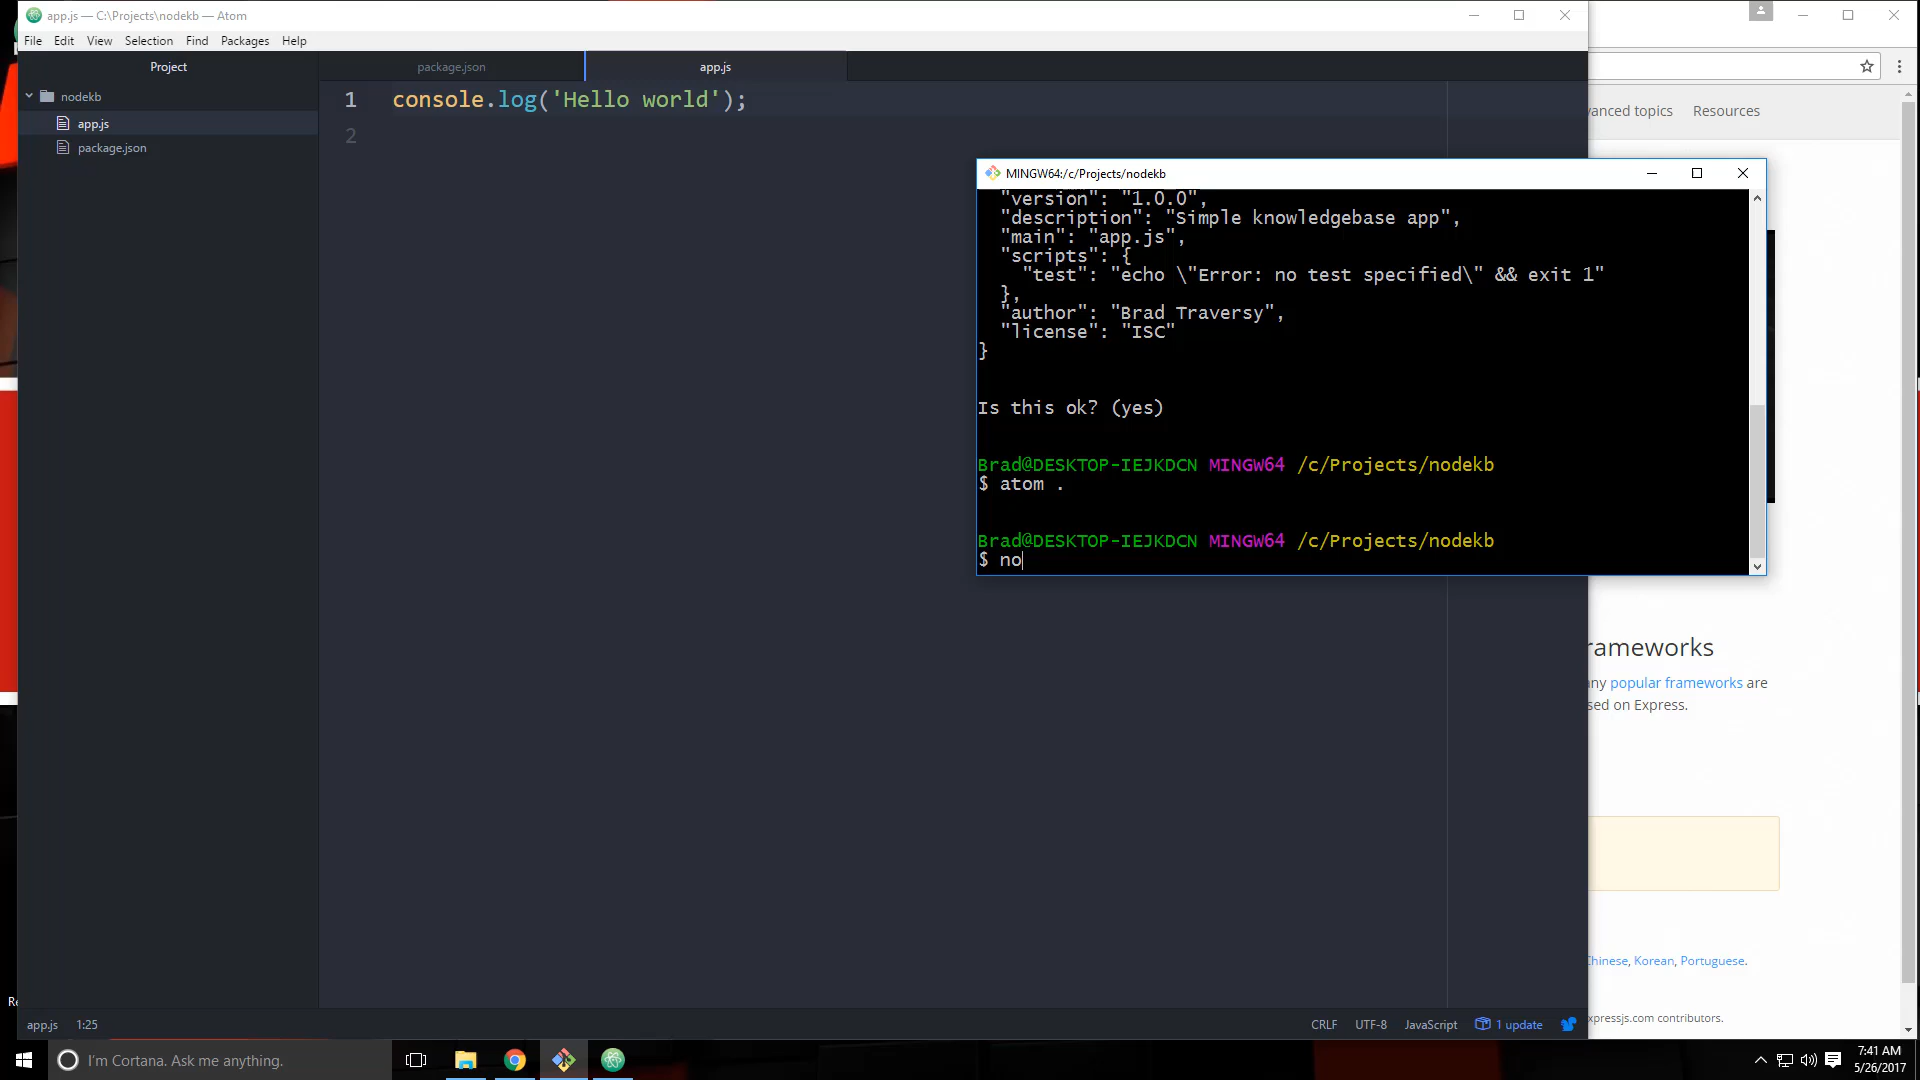 app.js — C:\Projects\nodekb — Atom
File Edit View Selection Find Packages Help
Project
package.json
app.js
nodekb
app.js
package.json
1 console.log('Hello world');
2
MINGW64:/c/Projects/nodekb
"version": "1.0.0",
"description": "Simple knowledgebase app",
"main": "app.js",
"scripts": {
"test": "echo \"Error: no test specified\" && exit 1"
},
"author": "Brad Traversy",
"license": "ISC"
}
Is this ok? (yes)
Brad@DESKTOP-IEJKDCN MINGW64 /c/Projects/nodekb
$ atom .
Brad@DESKTOP-IEJKDCN MINGW64 /c/Projects/nodekb
$ no
vanced topics Resources
rameworks
ny popular frameworks are
sed on Express.
Chinese, Korean, Portuguese.
xpressjs.com contributors.
app.js 1:25
CRLF UTF-8 JavaScript 1 update
I'm Cortana. Ask me anything.
7:41 AM
5/26/2017